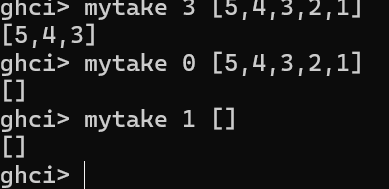 ghci> mytake 3 [5,4,3,2,1]
[5,4,3]
ghci> mytake 0 [5,4,3,2,1]
[]
ghci> mytake 1 []
[]
ghci>